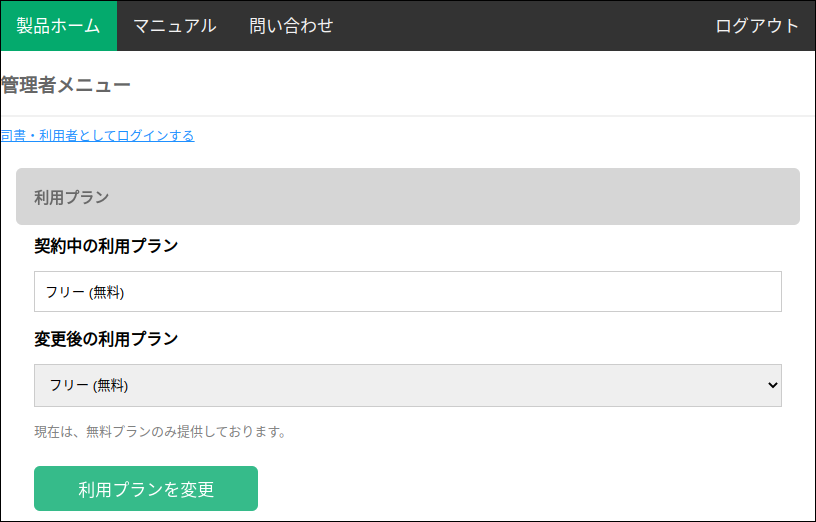 製品ホーム マニュアル 問い合わせ ログアウト
管理者メニュー
司書・利用者としてログインする
利用プラン
契約中の利用プラン
フリー (無料)
変更後の利用プラン
フリー (無料)
現在は、無料プランのみ提供しております。
利用プランを変更